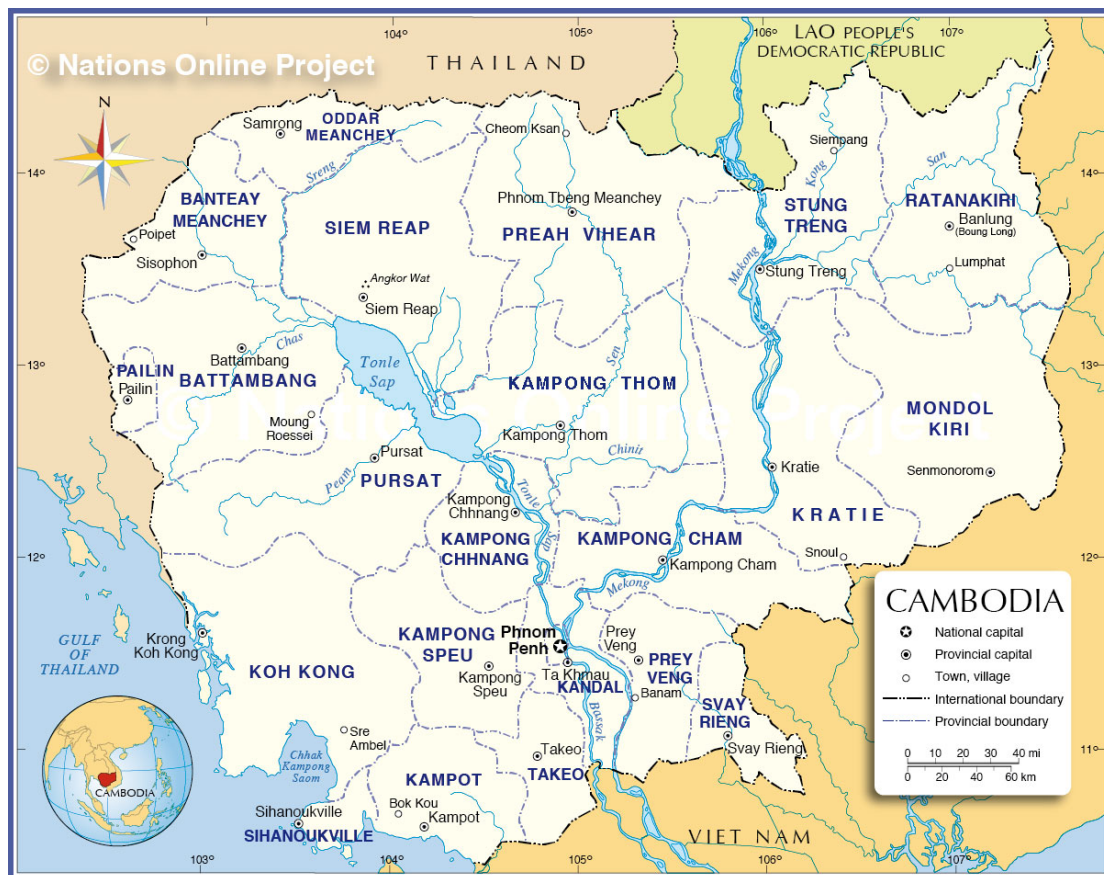 104°
105°
106°
107°
© Nations Online Project
THAILAND
LAO PEOPLE'S
DEMOCRATIC REPUBLIC
N
Samrong
ODDAR
MEANCHEY
Cheom Ksan
Siempang
14°
14°
Sreng
Kong
San
BANTEAY
MEANCHEY
Phnom Tbeng Meanchey
STUNG
TRENG
RATANAKIRI
Banlung
(Boung Long)
Poipet
SIEM REAP
PREAH VIHEAR
Sisophon
Mekong
Stung Treng
Lumphat
Angkor Wat
Siem Reap
Chas
Battambang
Tonle
Sap
Sen
13°
13°
PAILIN
Pailin
BATTAMBANG
KAMPONG THOM
Nations Online Project
MONDOL
KIRI
Moung
Roessei
Kampong Thom
Pursat
Chinit
Kratie
Senmonorom
Peam
PURSAT
Kampong
Chhnang
Tonle
Sap
KRATIE
KAMPONG
CHHNANG
KAMPONG CHAM
Snoul
12°
12°
Kampong Cham
Mekong
GULF
OF
THAILAND
Krong
Koh Kong
KOH KONG
KAMPONG
SPEU
Kampong
Speu
Phnom
Penh
Ta Khmau
KANDAL
Prey
Veng
PREY
VENG
Banam
SVAY
RIENG
Svay Rieng
Bassak
Sre
Ambel
Chhak
Kampong
Saom
Takeo
TAKEO
11°
KAMPOT
Bok Kou
Kampot
Sihanoukville
SIHANOUKVILLE
VIET NAM
CAMBODIA
CAMBODIA
National capital
Provincial capital
Town, village
International boundary
Provincial boundary
0 10 20 30 40 mi
0 20 40 60 km
103°
104°
105°
106°
107°